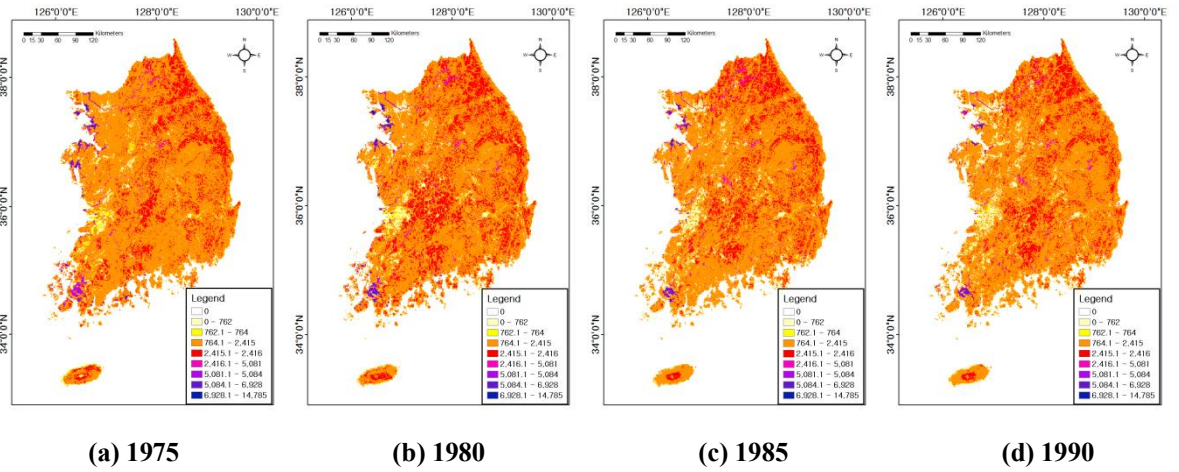 126°0'0"E 128°0'0"E 130°0'0"E
Kilometers
0 15 30 60 90 120
N
W E
S
38°0'0"N
36°0'0"N
34°0'0"N
Legend
0
0 - 762
762.1 - 764
764.1 - 2,415
2,415.1 - 2,416
2,416.1 - 5,081
5,081.1 - 5,084
5,084.1 - 6,928
6,928.1 - 14,785
(a) 1975
126°0'0"E 128°0'0"E 130°0'0"E
Kilometers
0 15 30 60 90 120
N
W E
S
38°0'0"N
36°0'0"N
34°0'0"N
Legend
0
0 - 762
762.1 - 764
764.1 - 2,415
2,415.1 - 2,416
2,416.1 - 5,081
5,081.1 - 5,084
5,084.1 - 6,928
6,928.1 - 14,785
(b) 1980
126°0'0"E 128°0'0"E 130°0'0"E
Kilometers
0 15 30 60 90 120
N
W E
S
38°0'0"N
36°0'0"N
34°0'0"N
Legend
0
0 - 762
762.1 - 764
764.1 - 2,415
2,415.1 - 2,416
2,416.1 - 5,081
5,081.1 - 5,084
5,084.1 - 6,928
6,928.1 - 14,785
(c) 1985
126°0'0"E 128°0'0"E 130°0'0"E
Kilometers
0 15 30 60 90 120
N
W E
S
38°0'0"N
36°0'0"N
34°0'0"N
Legend
0
0 - 762
762.1 - 764
764.1 - 2,415
2,415.1 - 2,416
2,416.1 - 5,081
5,081.1 - 5,084
5,084.1 - 6,928
6,928.1 - 14,785
(d) 1990